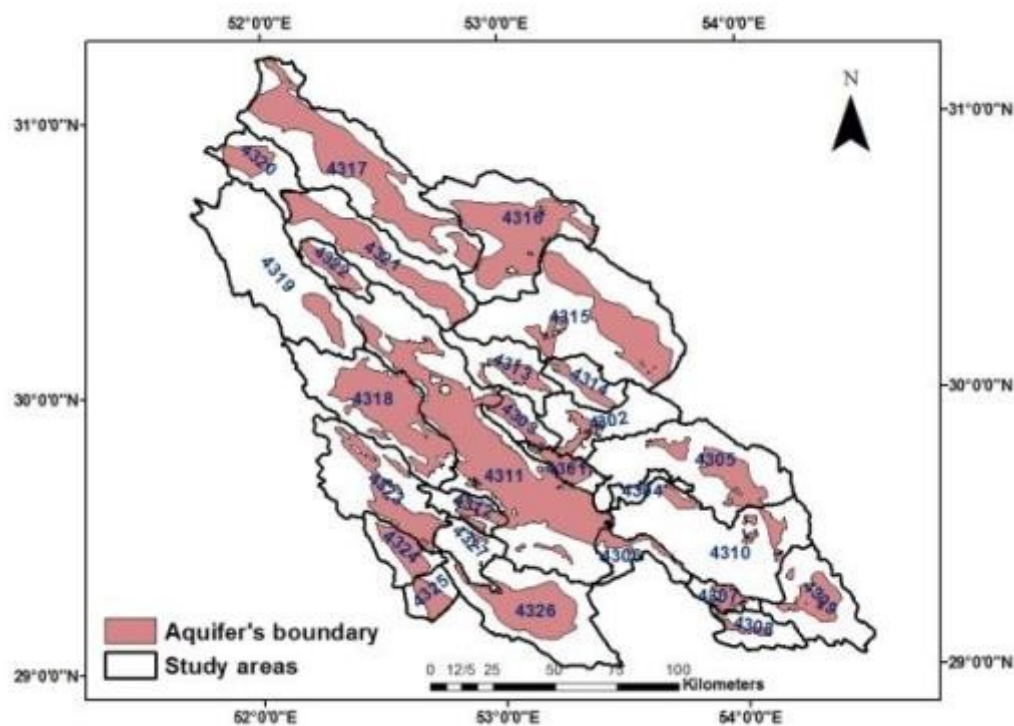 52°0'0"E 53°0'0"E 54°0'0"E
N
31°0'0"N 31°0'0"N
4317
4320
4316
4321
4322
4319
4315
30°0'0"N 30°0'0"N
4313
4314
4318
4302
4303
4305
4311
4301
4304
4323
4312
4327
4310
4324
4306
4325
4307
4309
4326
4308
Aquifer's boundary
Study areas
0 12/5 25 50 75 100
Kilometers
29°0'0"N 29°0'0"N
52°0'0"E 53°0'0"E 54°0'0"E